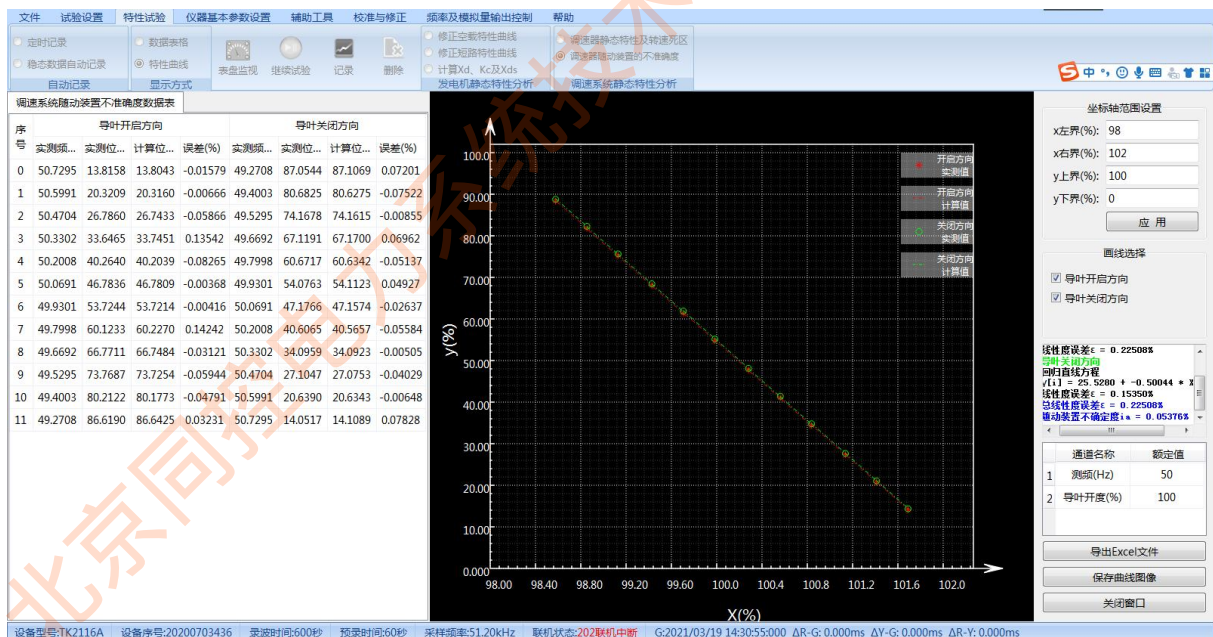 文件 试验设置 特性试验 仪器基本参数设置 辅助工具 校准与修正 频率及模拟量输出控制 帮助
定时记录
稳态数据自动记录
自动记录
数据表格
特性曲线
显示方式
表盘监视 继续试验 记录 删除
修正空载特性曲线
修正短路特性曲线
计算Xd、Kc及Xds
发电机静态特性分析
调速器静态特性及转速死区
调速器随动装置的不准确度
调速系统静态特性分析
中
调速系统随动装置不准确度数据表
序号 导叶开启方向 导叶关闭方向
实测频... 实测位... 计算位... 误差(%) 实测频... 实测位... 计算位... 误差(%)
0 50.7295 13.8158 13.8043 -0.01579 49.2708 87.0544 87.1069 0.07201
1 50.5991 20.3209 20.3160 -0.00666 49.4003 80.6825 80.6275 -0.07522
2 50.4704 26.7860 26.7433 -0.05866 49.5295 74.1678 74.1615 -0.00855
3 50.3302 33.6465 33.7451 0.13542 49.6692 67.1191 67.1700 0.06962
4 50.2008 40.2640 40.2039 -0.08265 49.7998 60.6717 60.6342 -0.05137
5 50.0691 46.7836 46.7809 -0.00368 49.9301 54.0763 54.1123 0.04927
6 49.9301 53.7244 53.7214 -0.00416 50.0691 47.1766 47.1574 -0.02637
7 49.7998 60.1233 60.2270 0.14242 50.2008 40.6065 40.5657 -0.05584
8 49.6692 66.7711 66.7484 -0.03121 50.3302 34.0959 34.0923 -0.00505
9 49.5295 73.7687 73.7254 -0.05944 50.4704 27.1047 27.0753 -0.04029
10 49.4003 80.2122 80.1773 -0.04791 50.5991 20.6390 20.6343 -0.00648
11 49.2708 86.6190 86.6425 0.03231 50.7295 14.0517 14.1089 0.07828
100.0
90.00
80.00
70.00
60.00
50.00
40.00
30.00
20.00
10.00
0.000
y(%)
98.00 98.40 98.80 99.20 99.60 100.0 100.4 100.8 101.2 101.6 102.0
X(%)
开启方向
实测值
开启方向
计算值
关闭方向
实测值
关闭方向
计算值
坐标轴范围设置
x左界(%): 98
x右界(%): 102
y上界(%): 100
y下界(%): 0
应 用
画线选择
导叶开启方向
导叶关闭方向
线性度误差ε = 0.22508%
导叶关闭方向
回归直线方程
y[i] = 25.5280 + -0.50044 * X
线性度误差ε = 0.15350%
总线性度误差ε = 0.22508%
随动装置不确定度ia = 0.05376%
通道名称 额定值
1 测频(Hz) 50
2 导叶开度(%) 100
导出Excel文件
保存曲线图像
关闭窗口
设备型号:TK2116A 设备序号:20200703436 录波时间:600秒 预录时间:60秒 采样频率:51.20kHz 联机状态:202联机中断 G:2021/03/19 14:30:55:000 ΔR-G: 0.000ms ΔY-G: 0.000ms ΔR-Y: 0.000ms
北京同控电力系统技术